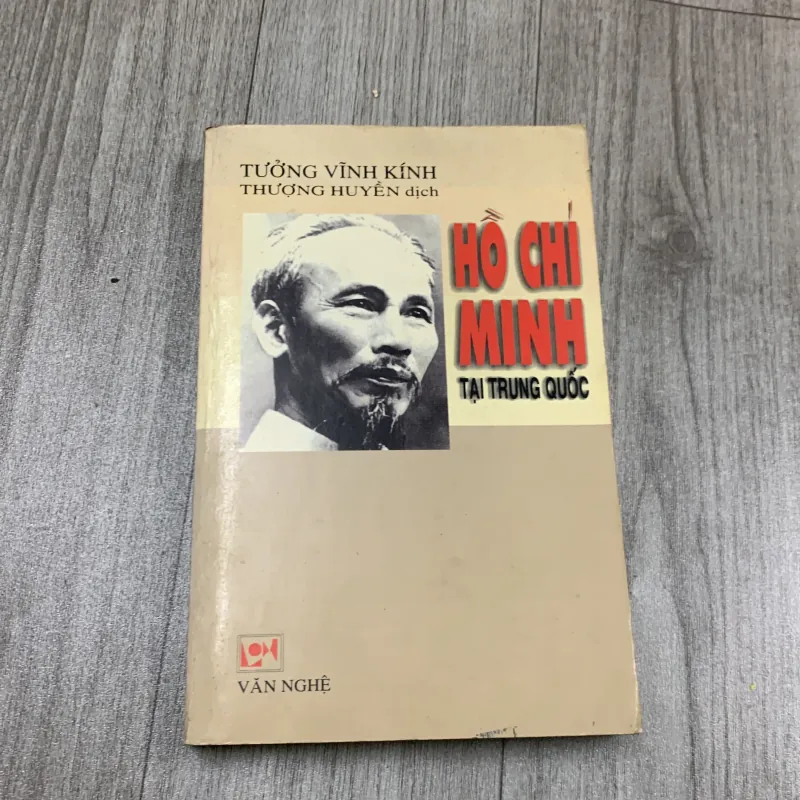 TƯỞNG VĨNH KÍNH
THƯỢNG HUYỀN dịch
HỒ CHÍ
MINH
TẠI TRUNG QUỐC
VĂN NGHỆ